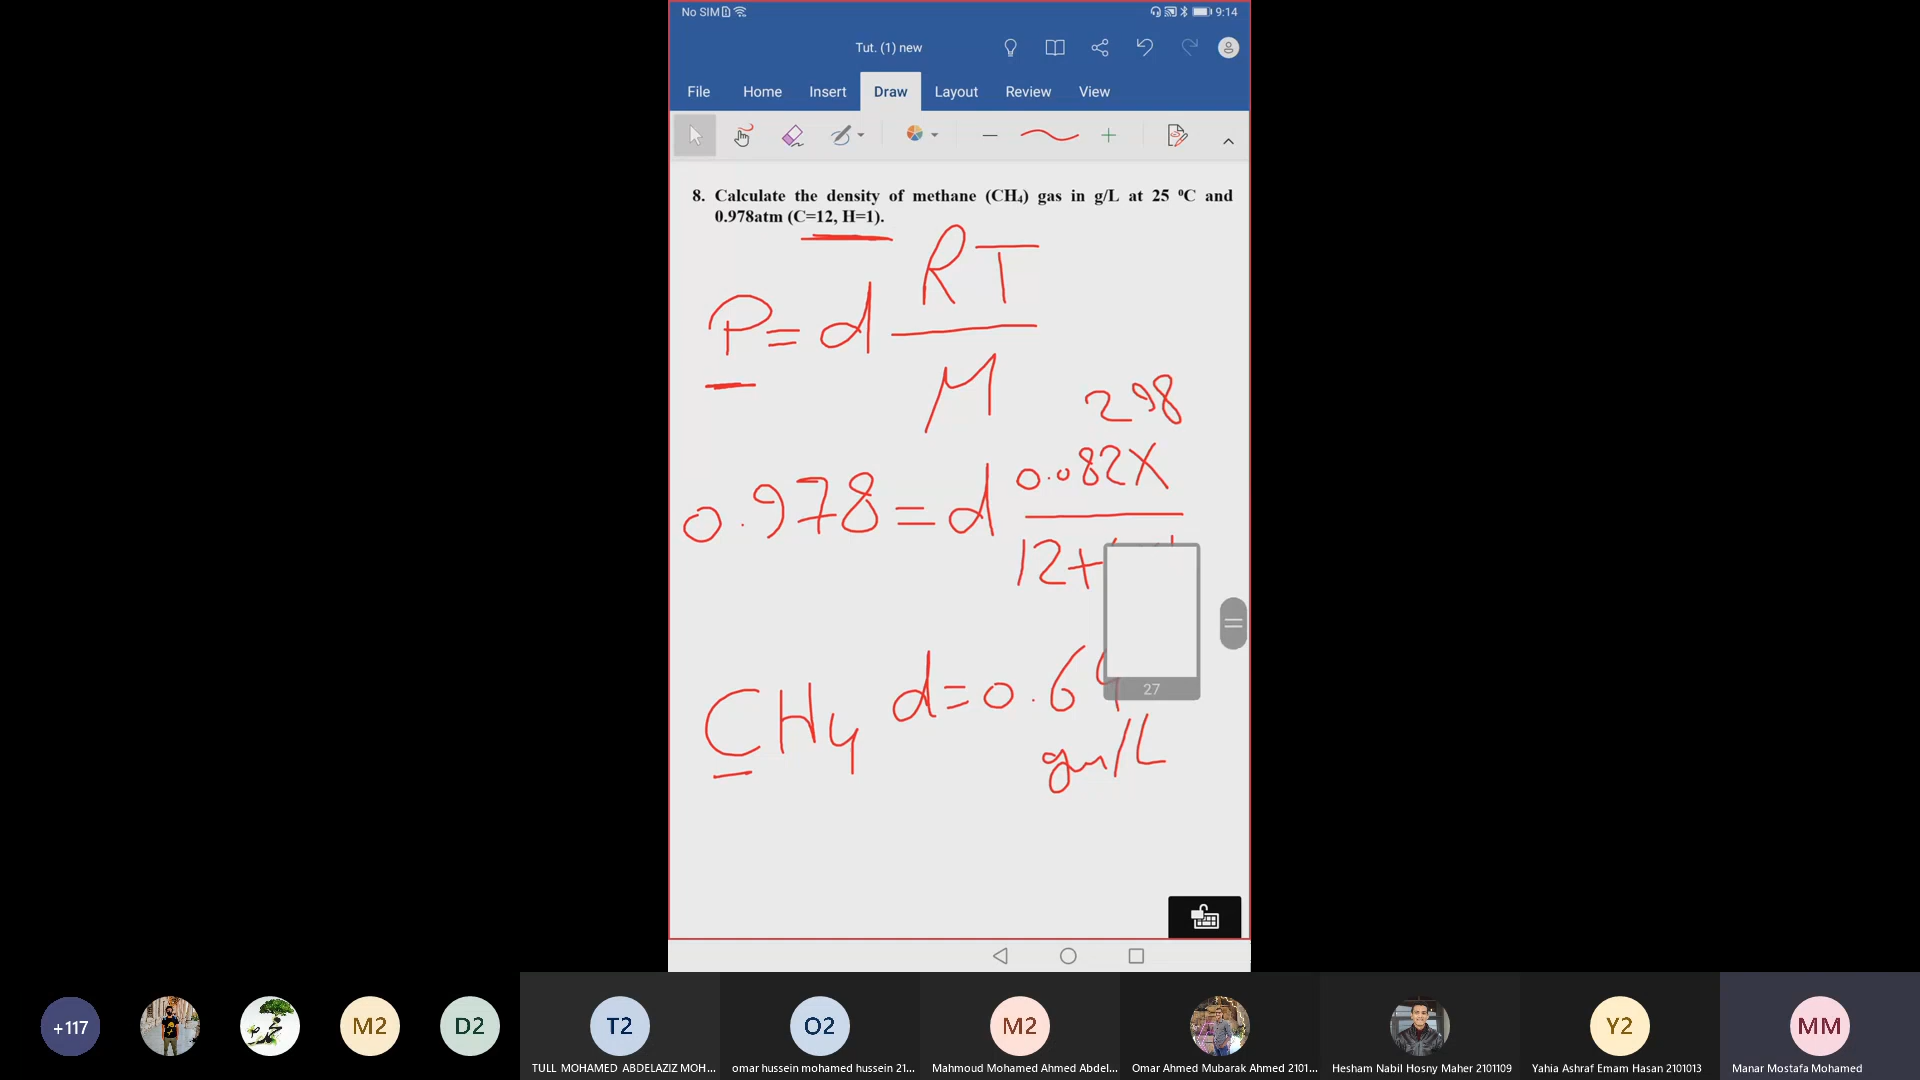 No SIM 9:14
Tut. (1) new
File Home Insert Draw Layout Review View
8. Calculate the density of methane (CH₄) gas in g/L at 25 ⁰C and
0.978atm (C=12, H=1).
RT
P = d
M
298
0.978 = d 0.082X
12+
CH4 d = 0.64
gm/L
27
+117 M2 D2 T2 O2 M2 Y2 MM
TULL MOHAMED ABDELAZIZ MOH... omar hussein mohamed hussein 21... Mahmoud Mohamed Ahmed Abdel... Omar Ahmed Mubarak Ahmed 2101... Hesham Nabil Hosny Maher 2101109 Yahia Ashraf Emam Hasan 2101013 Manar Mostafa Mohamed